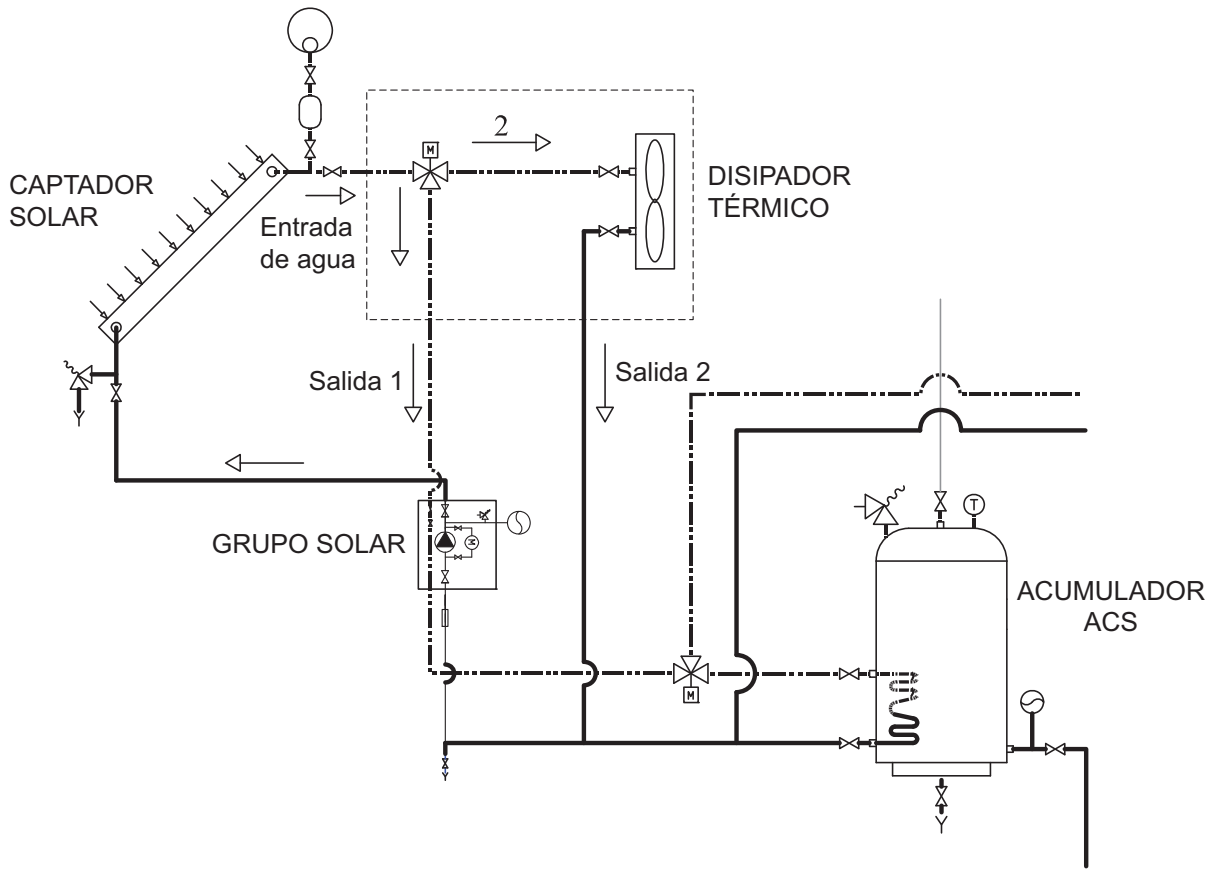 2
M
CAPTADOR
SOLAR
DISIPADOR
TÉRMICO
Entrada
de agua
Salida 1
Salida 2
T
GRUPO SOLAR
M
ACUMULADOR
ACS
M